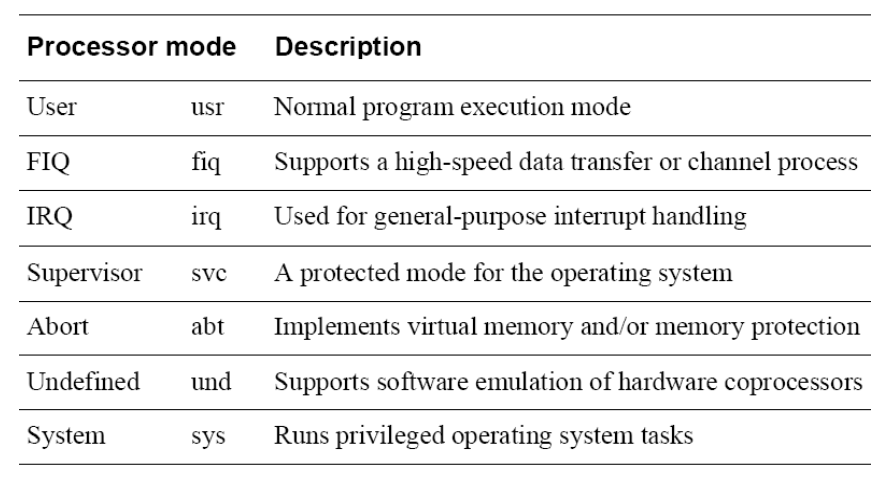 Processor mode Description
User usr Normal program execution mode
FIQ fiq Supports a high-speed data transfer or channel process
IRQ irq Used for general-purpose interrupt handling
Supervisor svc A protected mode for the operating system
Abort abt Implements virtual memory and/or memory protection
Undefined und Supports software emulation of hardware coprocessors
System sys Runs privileged operating system tasks